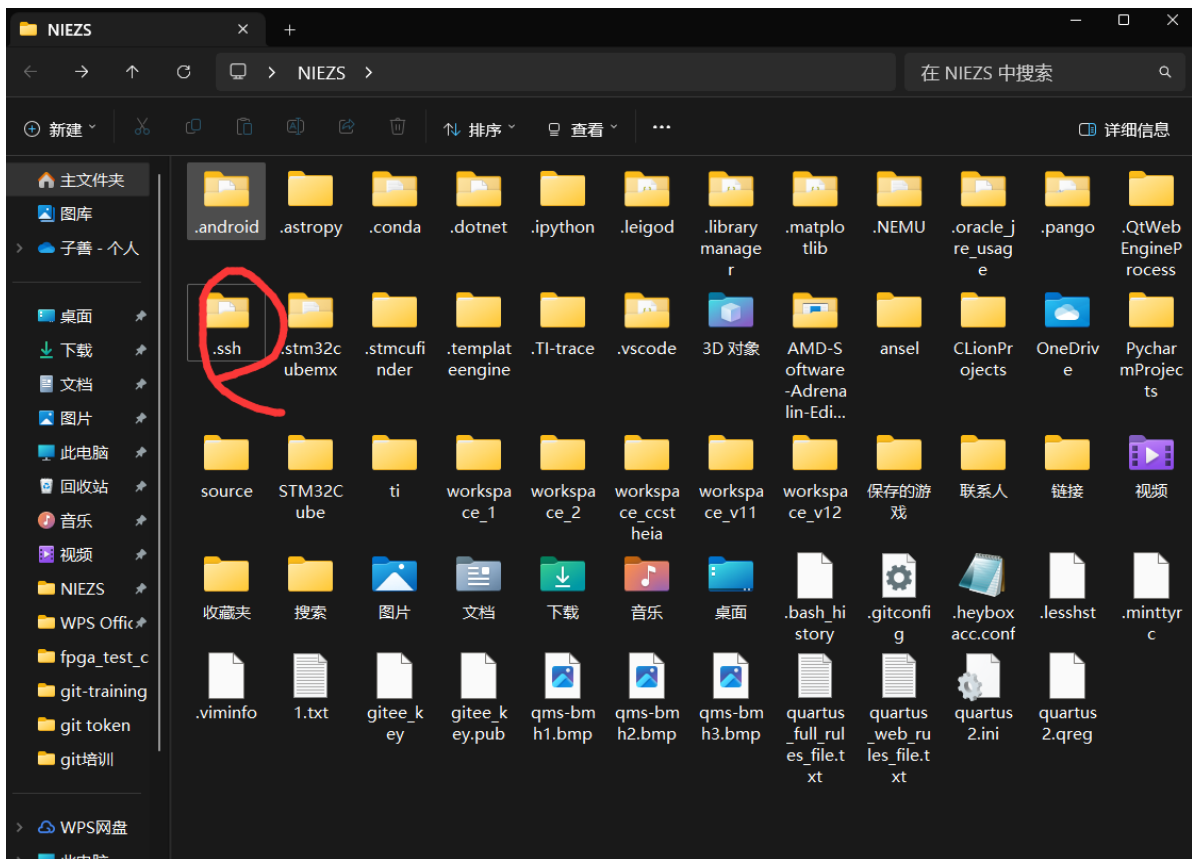 NIEZS
NIEZS
在 NIEZS 中搜索
新建
排序
查看
详细信息
主文件夹
图库
子善 - 个人
桌面
下载
文档
图片
此电脑
回收站
音乐
视频
NIEZS
WPS Offic
fpga_test_c
git-training
git token
git培训
WPS网盘
.android
.astropy
.conda
.dotnet
.ipython
.leigod
.library
manage
r
.matplo
tlib
.NEMU
.oracle_j
re_usag
e
.pango
.QtWeb
EngineP
rocess
.ssh
.stm32c
ubemx
.stmcufi
nder
.templat
eengine
.TI-trace
.vscode
3D 对象
AMD-S
oftware
-Adrena
lin-Edi...
ansel
CLionPr
ojects
OneDriv
e
Pychar
mProjec
ts
source
STM32C
ube
ti
workspa
ce_1
workspa
ce_2
workspa
ce_ccst
heia
workspa
ce_v11
workspa
ce_v12
保存的游
戏
联系人
链接
视频
收藏夹
搜索
图片
文档
下载
音乐
桌面
.bash_hi
story
.gitconfi
g
.heybox
acc.conf
.lesshst
.minttyr
c
.viminfo
1.txt
gitee_k
ey
gitee_k
ey.pub
qms-bm
h1.bmp
qms-bm
h2.bmp
qms-bm
h3.bmp
quartus
_full_rul
es_file.t
xt
quartus
_web_ru
les_file.t
xt
quartus
2.ini
quartus
2.qreg